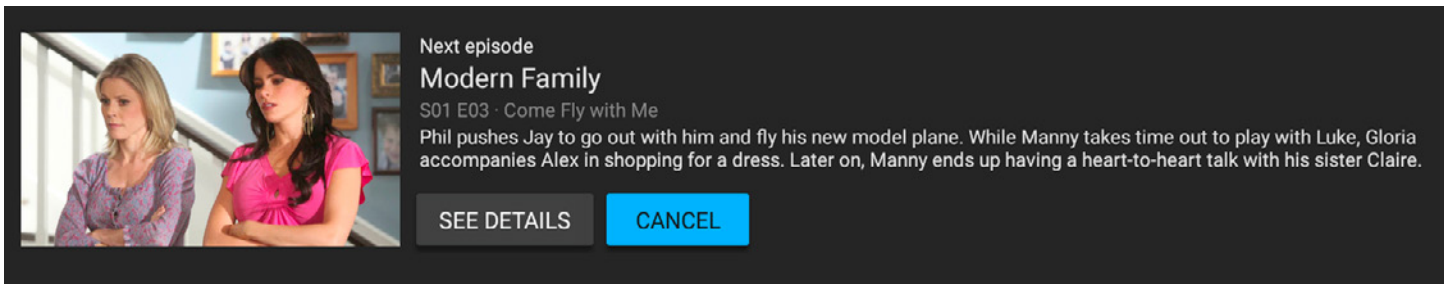 Next episode
Modern Family
S01 E03 · Come Fly with Me
Phil pushes Jay to go out with him and fly his new model plane. While Manny takes time out to play with Luke, Gloria
accompanies Alex in shopping for a dress. Later on, Manny ends up having a heart-to-heart talk with his sister Claire.
SEE DETAILS
CANCEL